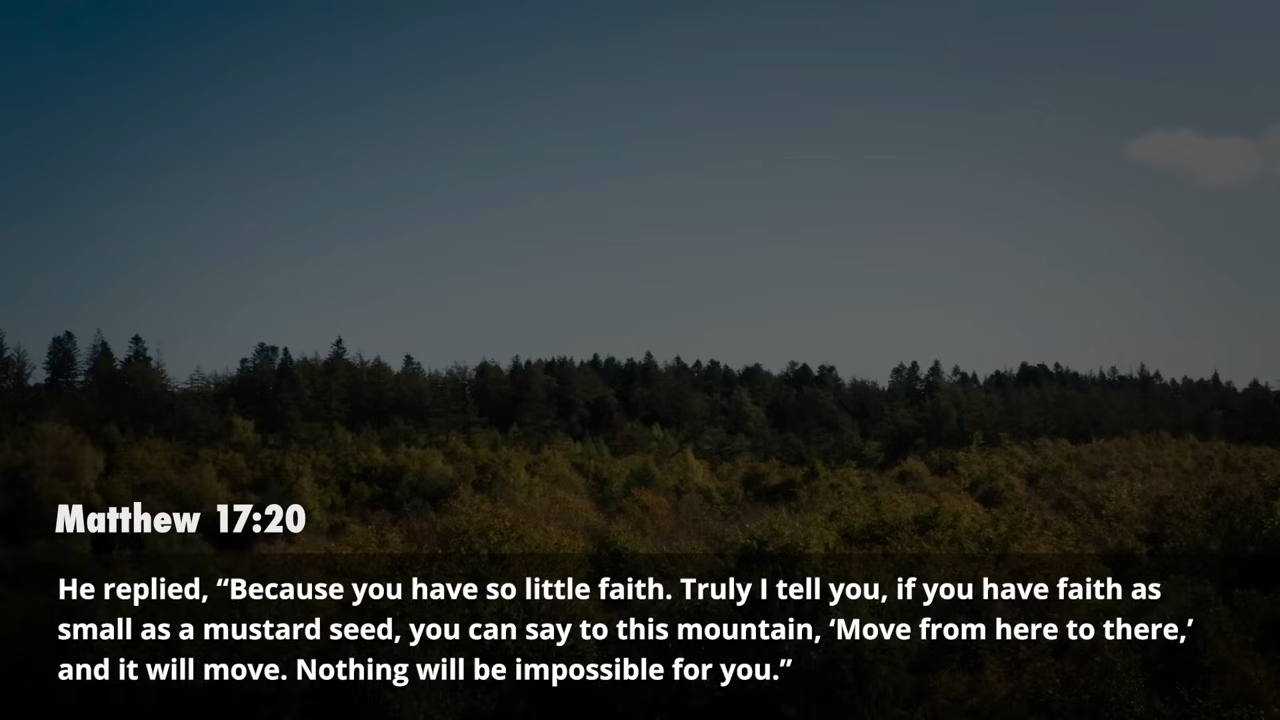 Matthew 17:20
He replied, “Because you have so little faith. Truly I tell you, if you have faith as
small as a mustard seed, you can say to this mountain, ‘Move from here to there,’
and it will move. Nothing will be impossible for you.”